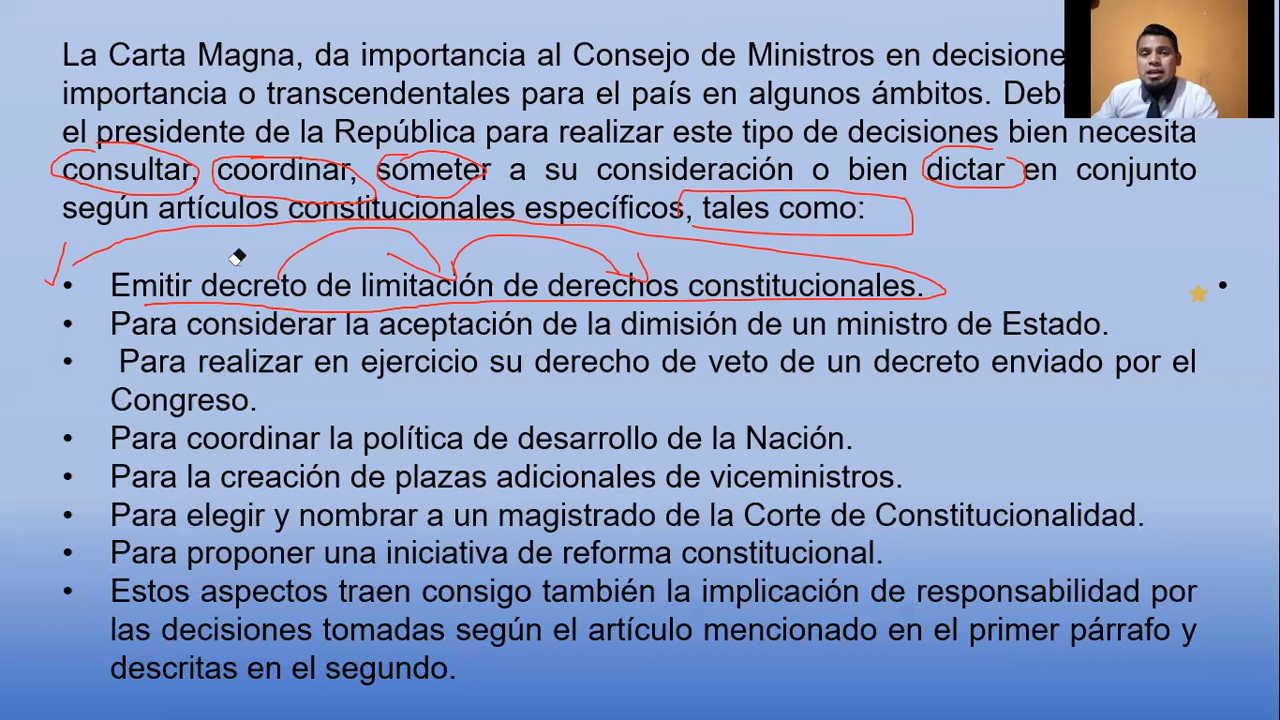 La Carta Magna, da importancia al Consejo de Ministros en decisione
importancia o transcendentales para el país en algunos ámbitos. Debi
el presidente de la República para realizar este tipo de decisiones bien necesita
consultar, coordinar, someter a su consideración o bien dictar en conjunto
según artículos constitucionales específicos, tales como:
• Emitir decreto de limitación de derechos constitucionales.
• Para considerar la aceptación de la dimisión de un ministro de Estado.
• Para realizar en ejercicio su derecho de veto de un decreto enviado por el
Congreso.
• Para coordinar la política de desarrollo de la Nación.
• Para la creación de plazas adicionales de viceministros.
• Para elegir y nombrar a un magistrado de la Corte de Constitucionalidad.
• Para proponer una iniciativa de reforma constitucional.
• Estos aspectos traen consigo también la implicación de responsabilidad por
las decisiones tomadas según el artículo mencionado en el primer párrafo y
descritas en el segundo.